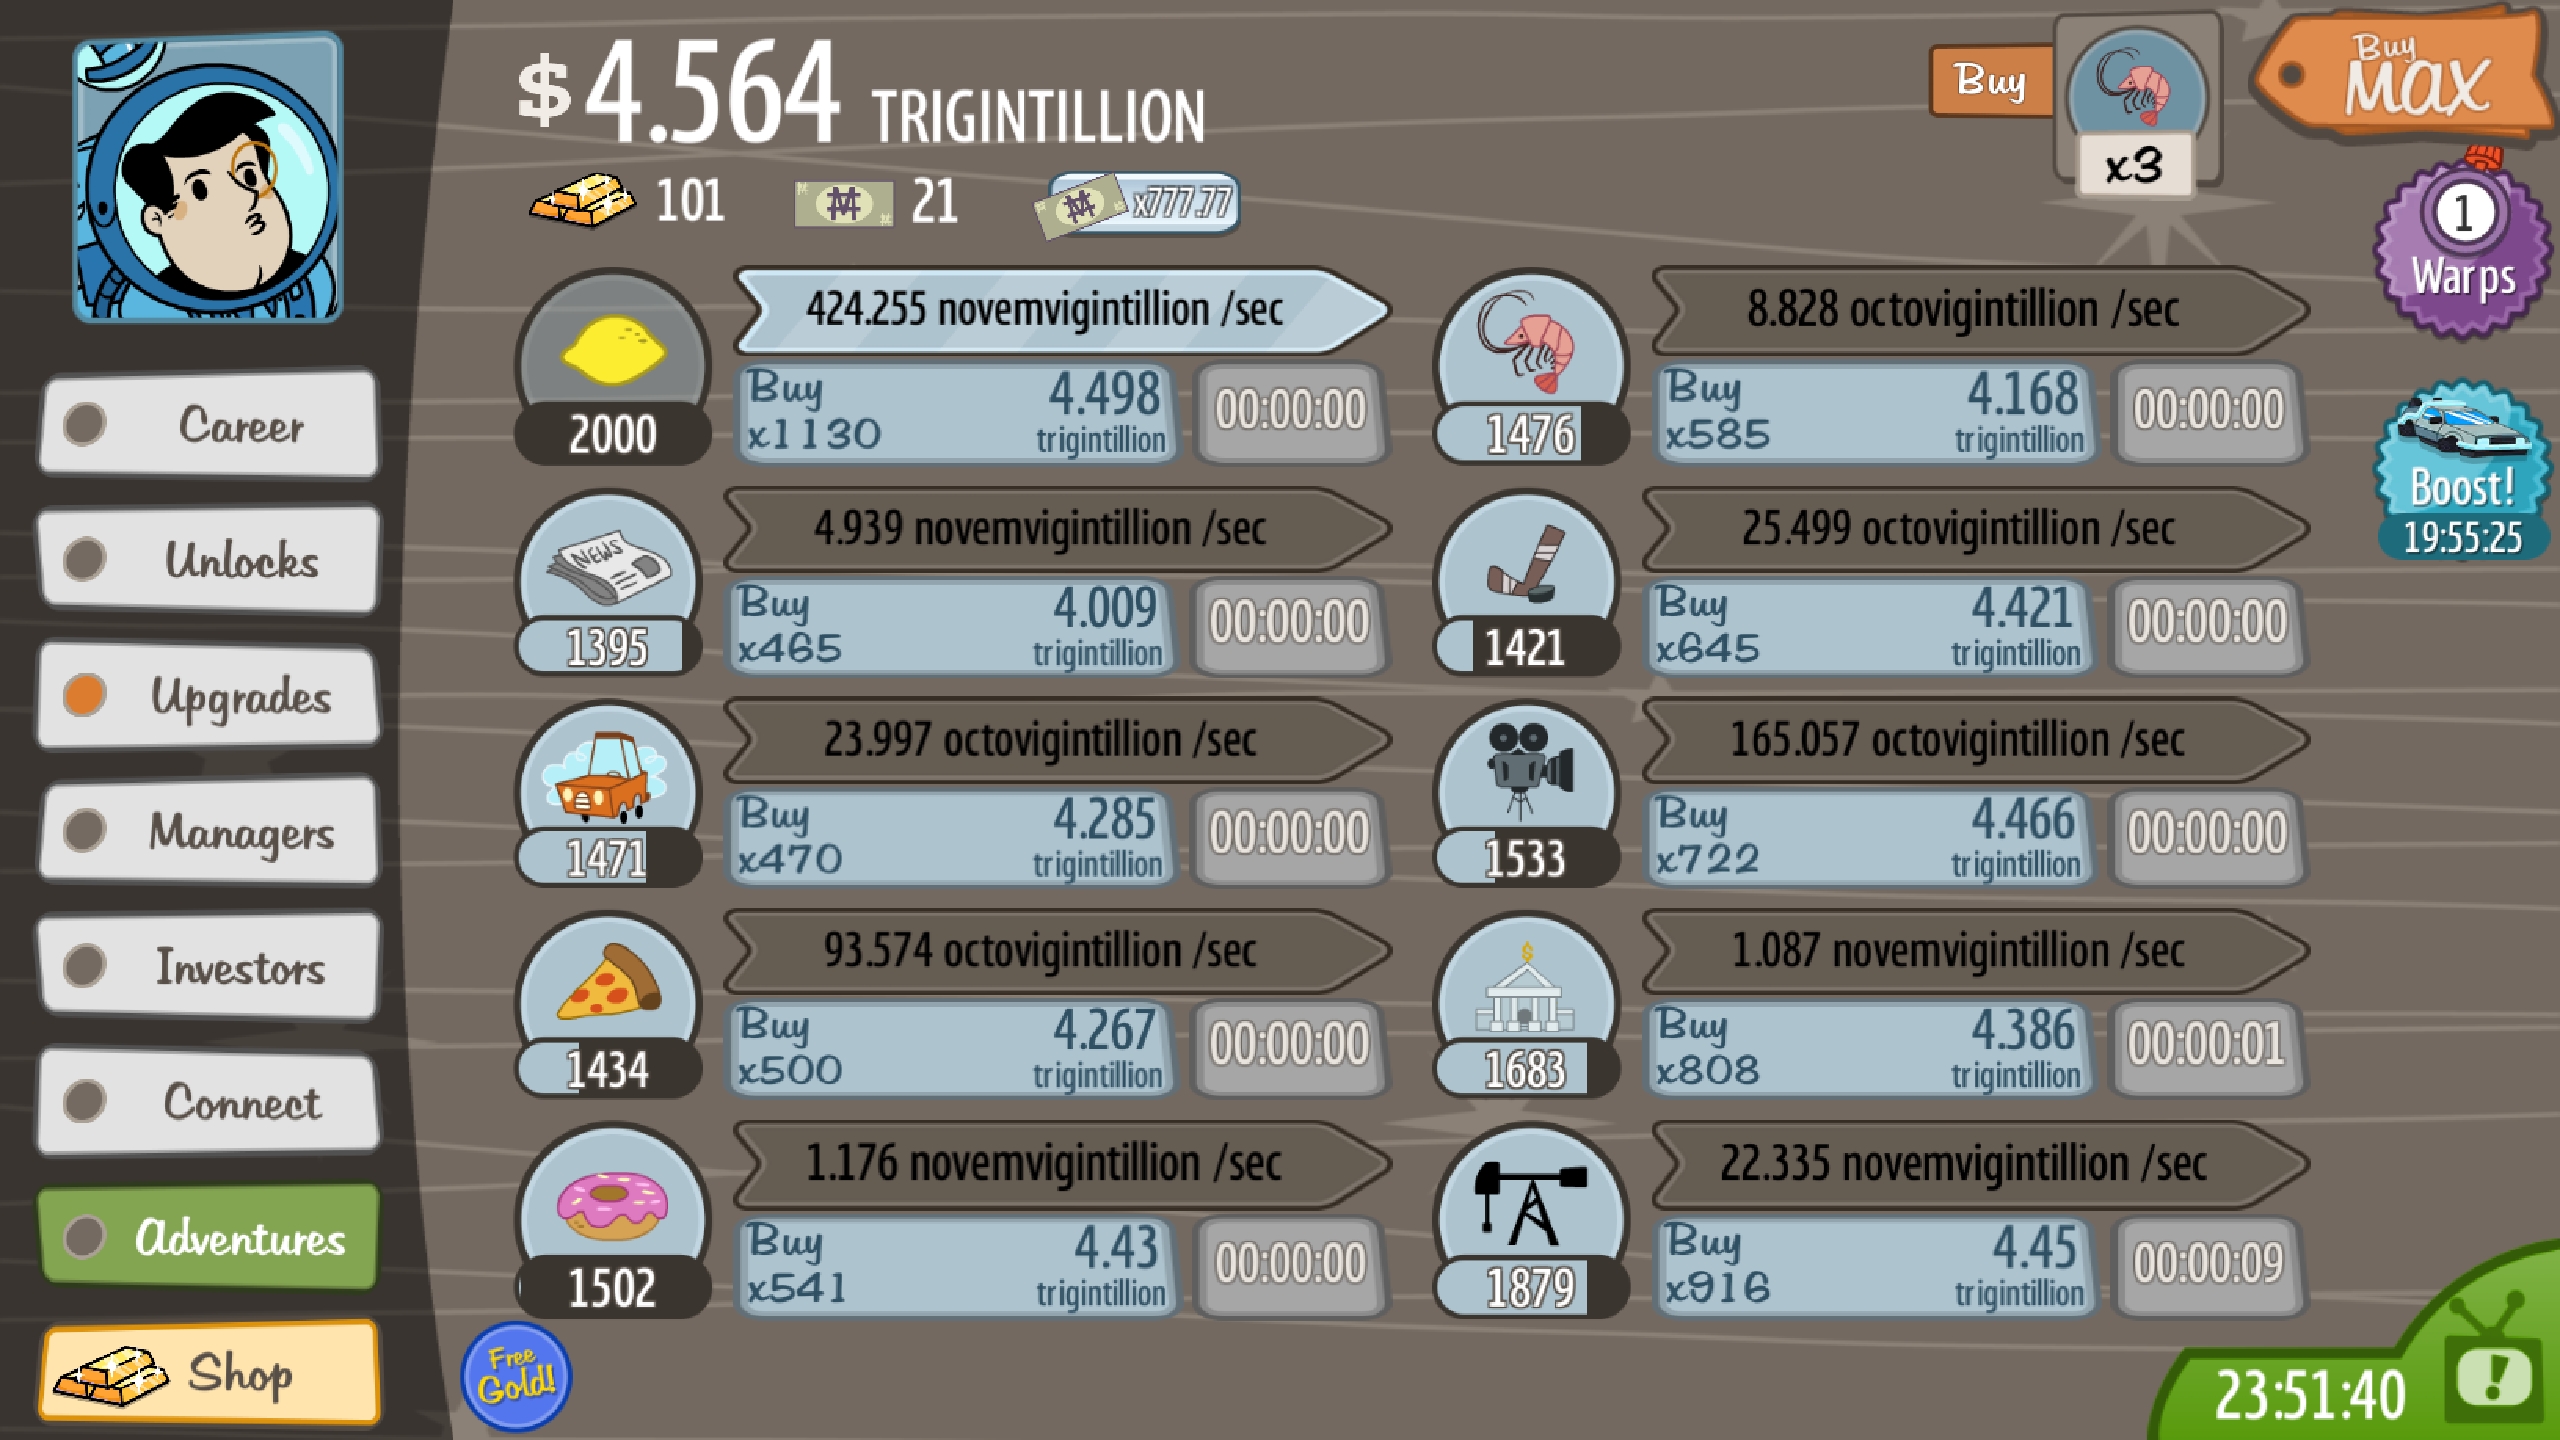 $4.564 TRIGINTILLION
101
21
x777.77
Buy
x3
Buy
MAX
1
Warps
Boost!
19:55:25
Career
Unlocks
Upgrades
Managers
Investors
Connect
Adventures
Shop
424.255 novemvigintillion /sec
2000
Buy
x1130
4.498
trigintillion
00:00:00
8.828 octovigintillion /sec
1476
Buy
x585
4.168
trigintillion
00:00:00
4.939 novemvigintillion /sec
NEWS
1395
Buy
x465
4.009
trigintillion
00:00:00
25.499 octovigintillion /sec
1421
Buy
x645
4.421
trigintillion
00:00:00
23.997 octovigintillion /sec
1471
Buy
x470
4.285
trigintillion
00:00:00
165.057 octovigintillion /sec
1533
Buy
x722
4.466
trigintillion
00:00:00
93.574 octovigintillion /sec
1434
Buy
x500
4.267
trigintillion
00:00:00
1.087 novemvigintillion /sec
$
1683
Buy
x808
4.386
trigintillion
00:00:01
1.176 novemvigintillion /sec
1502
Buy
x541
4.43
trigintillion
00:00:00
22.335 novemvigintillion /sec
1879
Buy
x916
4.45
trigintillion
00:00:09
Free
Gold!
23:51:40
!